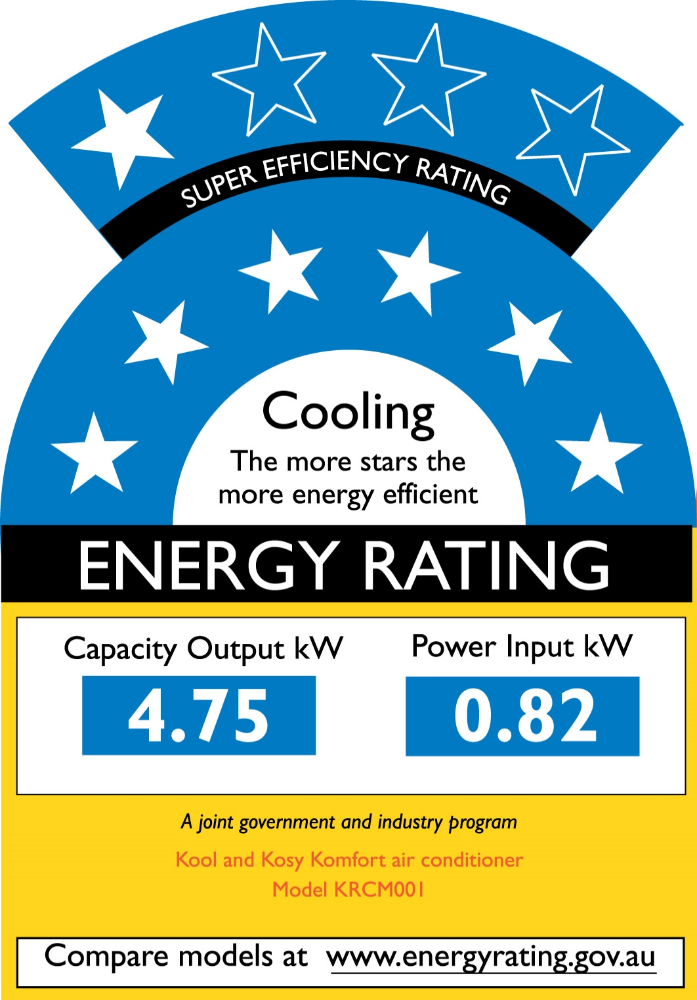 SUPER EFFICIENCY RATING
Cooling
The more stars the
more energy efficient
ENERGY RATING
Capacity Output kW
4.75
Power Input kW
0.82
A joint government and industry program
Kool and Kosy Komfort air conditioner
Model KRCM001
Compare models at www.energyrating.gov.au